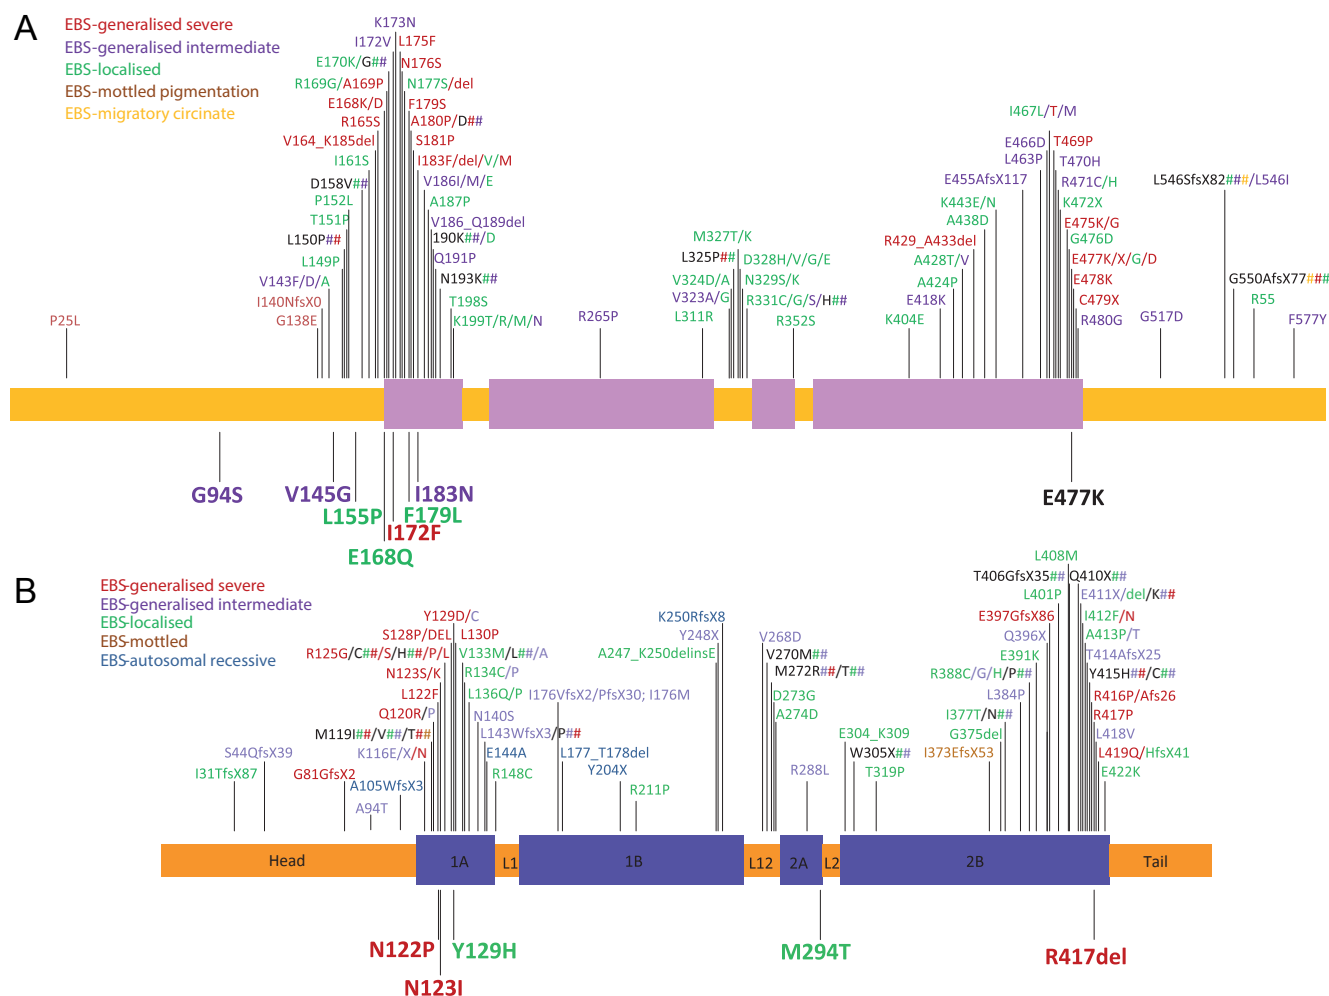 A
EBS-generalised severe
EBS-generalised intermediate
EBS-localised
EBS-mottled pigmentation
EBS-migratory circinate
K173N
I172V
L175F
E170K/G##
N176S
R169G/A169P
N177S/del
E168K/D
F179S
R165S
A180P/D##
V164_K185del
S181P
I161S
I183F/del/V/M
D158V##
V186I/M/E
P152L
A187P
T151P
V186_Q189del
L150P##
190K##/D
L149P
Q191P
V143F/D/A
N193K##
I140NfsX0
T198S
G138E
K199T/R/M/N
P25L
R265P
M327T/K
L325P##
D328H/V/G/E
V324D/A
N329S/K
V323A/G
R331C/G/S/H##
L311R
R352S
I467L/T/M
E466D
T469P
L463P
T470H
E455AfsX117
R471C/H
K443E/N
K472X
A438D
E475K/G
R429_A433del
G476D
A428T/V
E477K/X/G/D
A424P
E478K
E418K
C479X
K404E
R480G
L546SfsX82###/L546I
G550AfsX77###
R55
G517D
F577Y
G94S
V145G
I183N
L155P
F179L
I172F
E168Q
E477K
B
EBS-generalised severe
EBS-generalised intermediate
EBS-localised
EBS-mottled
EBS-autosomal recessive
Y129D/C
S128P/DEL
L130P
R125G/C##/S/H##/P/L
V133M/L##/A
N123S/K
R134C/P
L122F
L136Q/P
Q120R/P
N140S
M119I##/V##/T##
L143WfsX3/P##
K116E/X/N
E144A
S44QfsX39
I31TfsX87
G81GfsX2
R148C
A105WfsX3
A94T
I176VfsX2/PfsX30; I176M
L177_T178del
Y204X
R211P
K250RfsX8
Y248X
A247_K250delinsE
V268D
V270M##
M272R##/T##
D273G
A274D
E304_K309
W305X##
R288L
T319P
L408M
T406GfsX35##
Q410X##
L401P
E411X/del/K##
E397GfsX86
I412F/N
Q396X
A413P/T
E391K
T414AfsX25
R388C/G/H/P##
Y415H##/C##
L384P
R416P/Afs26
I377T/N##
R417P
G375del
L418V
I373EfsX53
L419Q/HfsX41
E422K
Head
1A
L1
1B
L12
2A
L2
2B
Tail
N122P
Y129H
N123I
M294T
R417del